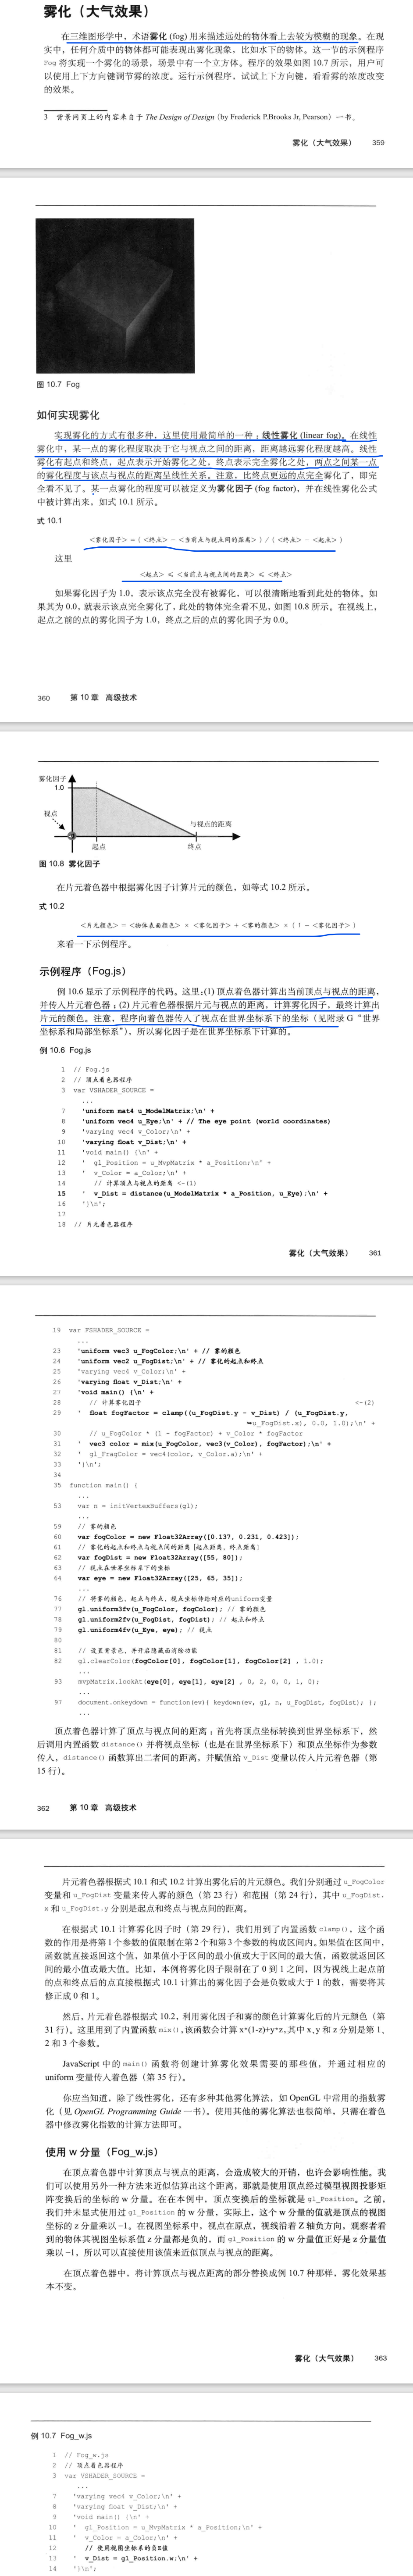 雾化（大气效果）
在三维图形学中，术语雾化 (fog) 用来描述远处的物体看上去较为模糊的现象。在现
实中，任何介质中的物体都可能表现出雾化现象，比如水下的物体。这一节的示例程序
Fog 将实现一个雾化的场景，场景中有一个立方体。程序的效果如图 10.7 所示，用户可
以使用上下方向键调节雾的浓度。运行示例程序，试试上下方向键，看看雾的浓度改变
的效果。
3 背景网页上的内容来自于 The Design of Design (by Frederick P.Brooks Jr, Pearson) 一书。
雾化（大气效果） 359
图 10.7 Fog
如何实现雾化
实现雾化的方式有很多种，这里使用最简单的一种：线性雾化 (linear fog)。在线性
雾化中，某一点的雾化程度取决于它与视点之间的距离，距离越远雾化程度越高。线性
雾化有起点和终点，起点表示开始雾化之处，终点表示完全雾化之处，两点之间某一点
的雾化程度与该点与视点的距离呈线性关系。注意，比终点更远的点完全雾化了，即完
全看不见了。某一点雾化的程度可以被定义为雾化因子 (fog factor)，并在线性雾化公式
中被计算出来，如式 10.1 所示。
式 10.1
<雾化因子> = ( <终点> − <当前点与视点间的距离> ) / ( <终点> − <起点> )
这里
<起点> ≤ <当前点与视点间的距离> ≤ <终点>
如果雾化因子为 1.0，表示该点完全没有被雾化，可以很清晰地看到此处的物体。如
果其为 0.0，就表示该点完全雾化了，此处的物体完全看不见，如图 10.8 所示。在视线上，
起点之前的点的雾化因子为 1.0，终点之后的点的雾化因子为 0.0。
360 第 10 章 高级技术
雾化因子
1.0
视点
与视点的距离
起点 终点
图 10.8 雾化因子
在片元着色器中根据雾化因子计算片元的颜色，如等式 10.2 所示。
式 10.2
<片元颜色> = <物体表面颜色> × <雾化因子> + <雾的颜色> × ( 1 − <雾化因子> )
来看一下示例程序。
示例程序（Fog.js）
例 10.6 显示了示例程序的代码。这里：(1) 顶点着色器计算出当前顶点与视点的距离，
并传入片元着色器；(2) 片元着色器根据片元与视点的距离，计算雾化因子，最终计算出
片元的颜色。注意，程序向着色器传入了视点在世界坐标系下的坐标（见附录 G “世界
坐标系和局部坐标系”），所以雾化因子是在世界坐标系下计算的。
例 10.6 Fog.js
1 // Fog.js
2 // 顶点着色器程序
3 var VSHADER_SOURCE =
...
7 'uniform mat4 u_ModelMatrix;\n' +
8 'uniform vec4 u_Eye;\n' + // The eye point (world coordinates)
9 'varying vec4 v_Color;\n' +
10 'varying float v_Dist;\n' +
11 'void main() {\n' +
12 ' gl_Position = u_MvpMatrix * a_Position;\n' +
13 ' v_Color = a_Color;\n' +
14 // 计算顶点与视点的距离 <-(1)
15 ' v_Dist = distance(u_ModelMatrix * a_Position, u_Eye);\n' +
16 '}\n';
17
18 // 片元着色器程序
雾化（大气效果） 361
19 var FSHADER_SOURCE =
...
23 'uniform vec3 u_FogColor;\n' + // 雾的颜色
24 'uniform vec2 u_FogDist;\n' + // 雾化的起点和终点
25 'varying vec4 v_Color;\n' +
26 'varying float v_Dist;\n' +
27 'void main() {\n' +
28 // 计算雾化因子 <-(2)
29 ' float fogFactor = clamp((u_FogDist.y - v_Dist) / (u_FogDist.y,
➥u_FogDist.x), 0.0, 1.0);\n' +
30 // u_FogColor * (1 - fogFactor) + v_Color * fogFactor
31 ' vec3 color = mix(u_FogColor, vec3(v_Color), fogFactor);\n' +
32 ' gl_FragColor = vec4(color, v_Color.a);\n' +
33 '}\n';
34
35 function main() {
...
53 var n = initVertexBuffers(gl);
...
59 // 雾的颜色
60 var fogColor = new Float32Array([0.137, 0.231, 0.423]);
61 // 雾化的起点和终点与视点间的距离 [起点距离，终点距离]
62 var fogDist = new Float32Array([55, 80]);
63 // 视点在世界坐标系下的坐标
64 var eye = new Float32Array([25, 65, 35]);
...
76 // 将雾的颜色、起点与终点、视点坐标传给对应的uniform变量
77 gl.uniform3fv(u_FogColor, fogColor); // 雾的颜色
78 gl.uniform2fv(u_FogDist, fogDist); // 起点和终点
79 gl.uniform4fv(u_Eye, eye); // 视点
80
81 // 设置背景色，并开启隐藏面消除功能
82 gl.clearColor(fogColor[0], fogColor[1], fogColor[2] , 1.0);
...
93 mvpMatrix.lookAt(eye[0], eye[1], eye[2] , 0, 2, 0, 0, 1, 0);
...
97 document.onkeydown = function(ev){ keydown(ev, gl, n, u_FogDist, fogDist); };
...
顶点着色器计算了顶点与视点间的距离：首先将顶点坐标转换到世界坐标系下，然
后调用内置函数 distance() 并将视点坐标（也是在世界坐标系下）和顶点坐标作为参数
传入，distance() 函数算出二者间的距离，并赋值给 v_Dist 变量以传入片元着色器（第
15 行）。
362 第 10 章 高级技术
片元着色器根据式 10.1 和式 10.2 计算出雾化后的片元颜色。我们分别通过 u_FogColor
变量和 u_FogDist 变量来传入雾的颜色（第 23 行）和范围（第 24 行），其中 u_FogDist.
x 和 u_FogDist.y 分别是起点和终点与视点间的距离。
在根据式 10.1 计算雾化因子时（第 29 行），我们用到了内置函数 clamp()，这个函
数的作用是将第 1 个参数的值限制在第 2 个和第 3 个参数的构成区间内。如果值在区间中，
函数就直接返回这个值，如果值小于区间的最小值或大于区间的最大值，函数就返回区
间的最小值或最大值。比如，本例将雾化因子限制在了 0 到 1 之间，因为视线上起点前
的点和终点后的点直接根据式 10.1 计算出的雾化因子会是负数或大于 1 的数，需要将其
修正成 0 和 1。
然后，片元着色器根据式 10.2，利用雾化因子和雾的颜色计算雾化后的片元颜色（第
31 行）。这里用到了内置函数 mix()，该函数会计算 x*(1-z)+y*z，其中 x、y 和 z 分别是第 1、
2 和 3 个参数。
JavaScript 中的 main() 函数将创建计算雾化效果需要的那些值，并通过相应的
uniform 变量传入着色器（第 35 行）。
你应当知道，除了线性雾化，还有多种其他雾化算法，如 OpenGL 中常用的指数雾
化（见 OpenGL Programming Guide 一书）。使用其他的雾化算法也很简单，只需在着色
器中修改雾化指数的计算方法即可。
使用 w 分量（Fog_w.js）
在顶点着色器中计算顶点与视点的距离，会造成较大的开销，也许会影响性能。我
们可以使用另外一种方法来近似估算出这个距离，那就是使用顶点经过模型视图投影矩
阵变换后的坐标的 w 分量。在在本例中，顶点变换后的坐标就是 gl_Position。之前，
我们并未显式使用过 gl_Position 的 w 分量，实际上，这个 w 分量的值就是顶点的视图
坐标的 z 分量乘以 −1。在视图坐标系中，视点在原点，视线沿着 Z 轴负方向，观察者看
到的物体其视图坐标系值 z 分量都是负的，而 gl_Position 的 w 分量值正好是 z 分量值
乘以 −1，所以可以直接使用该值来近似顶点与视点的距离。
在顶点着色器中，将计算顶点与视点距离的部分替换成例 10.7 种那样，雾化效果基
本不变。
雾化（大气效果） 363
例 10.7 Fog_w.js
1 // Fog_w.js
2 // 顶点着色器程序
3 var VSHADER_SOURCE =
...
7 'varying vec4 v_Color;\n' +
8 'varying float v_Dist;\n' +
9 'void main() {\n' +
10 ' gl_Position = u_MvpMatrix * a_Position;\n' +
11 ' v_Color = a_Color;\n' +
12 // 使用视图坐标系的负Z值
13 ' v_Dist = gl_Position.w;\n' +
14 '}\n';